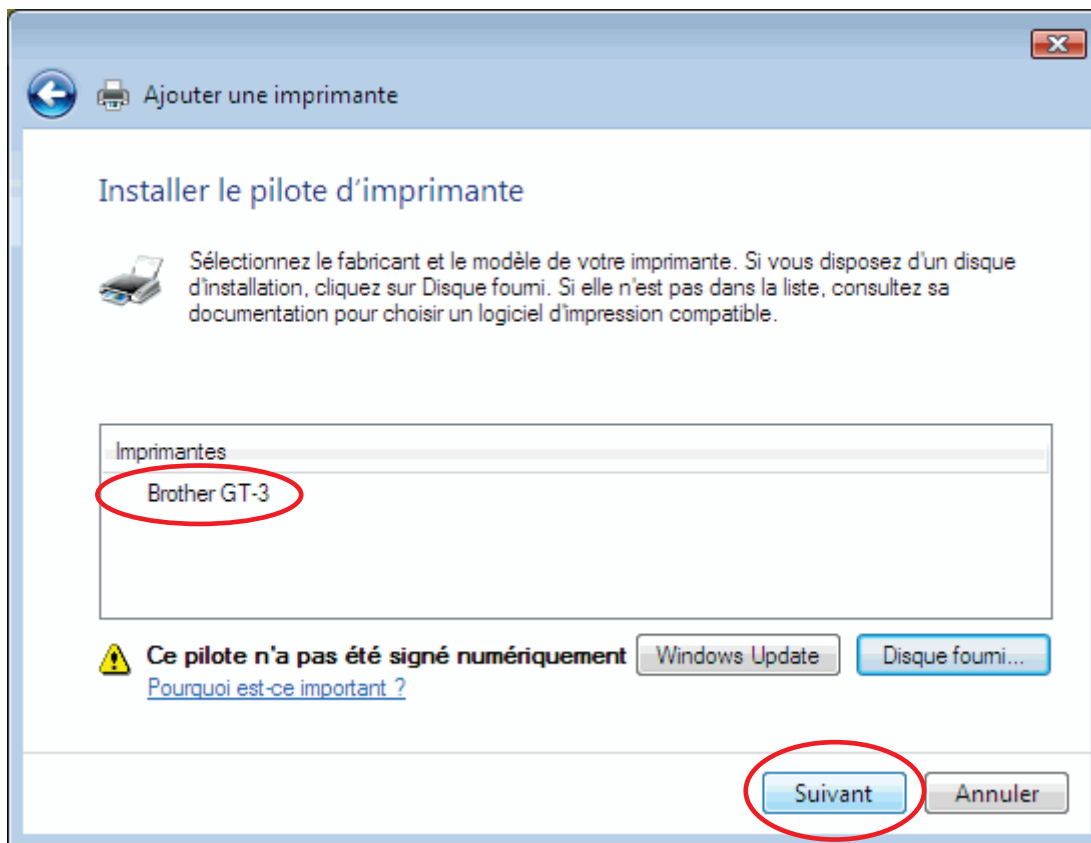 Ajouter une imprimante
Installer le pilote d'imprimante
Sélectionnez le fabricant et le modèle de votre imprimante. Si vous disposez d'un disque
d'installation, cliquez sur Disque fourni. Si elle n'est pas dans la liste, consultez sa
documentation pour choisir un logiciel d'impression compatible.
Imprimantes
Brother GT-3
Ce pilote n'a pas été signé numériquement
Windows Update
Disque fourni...
Pourquoi est-ce important ?
Suivant
Annuler